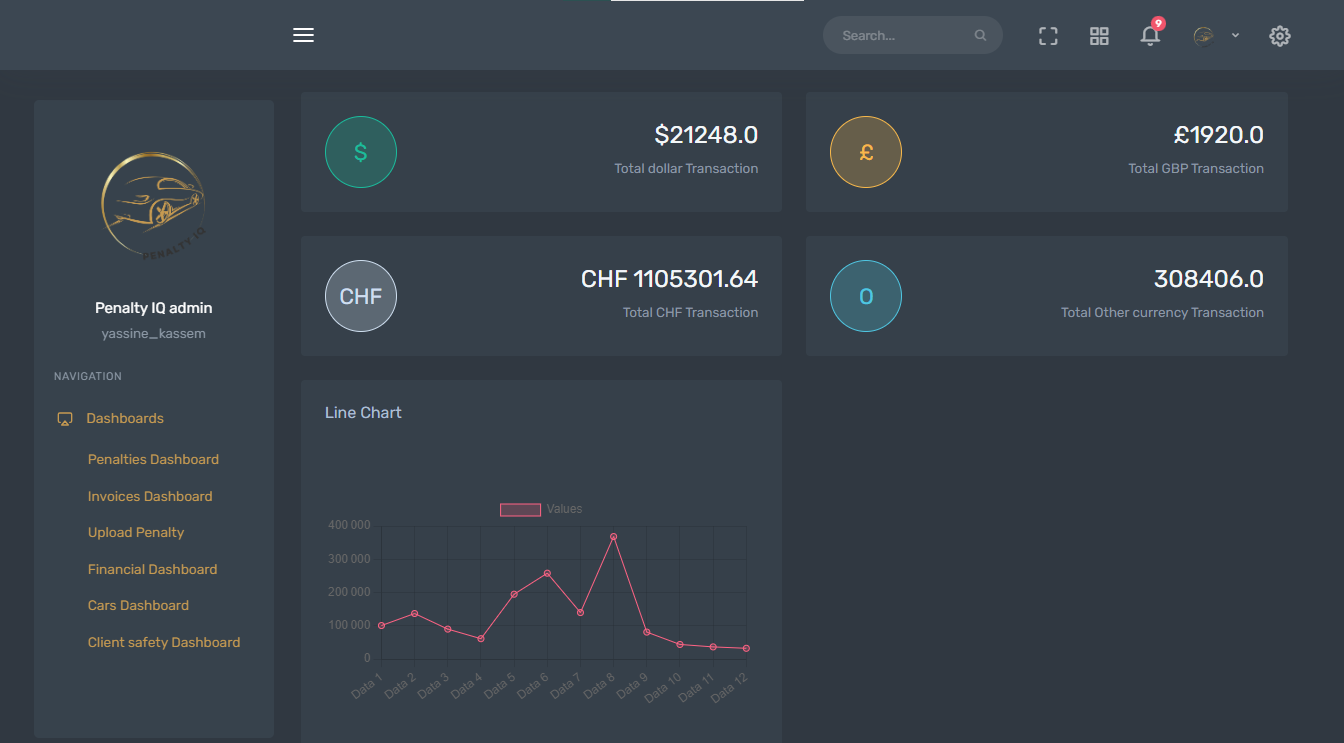 Search...
9
PENALTY IQ
Penalty IQ admin
yassine_kassem
NAVIGATION
Dashboards
Penalties Dashboard
Invoices Dashboard
Upload Penalty
Financial Dashboard
Cars Dashboard
Client safety Dashboard
$
$21248.0
Total dollar Transaction
£
£1920.0
Total GBP Transaction
CHF
CHF 1105301.64
Total CHF Transaction
O
308406.0
Total Other currency Transaction
Line Chart
Values
400 000
300 000
200 000
100 000
0
Data 1
Data 2
Data 3
Data 4
Data 5
Data 6
Data 7
Data 8
Data 9
Data 10
Data 11
Data 12